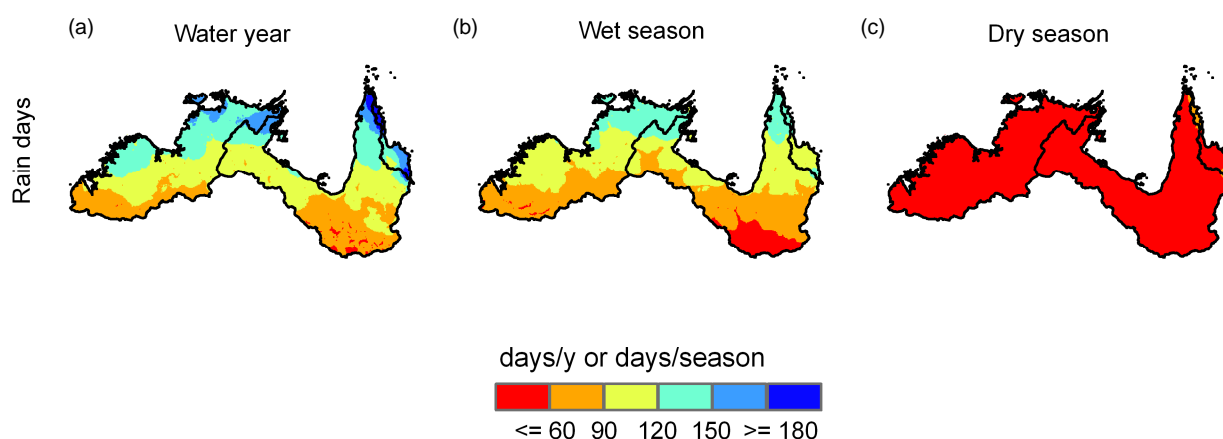 (a) Water year
(b) Wet season
(c) Dry season
Rain days
days/y or days/season
<= 60 90 120 150 >= 180